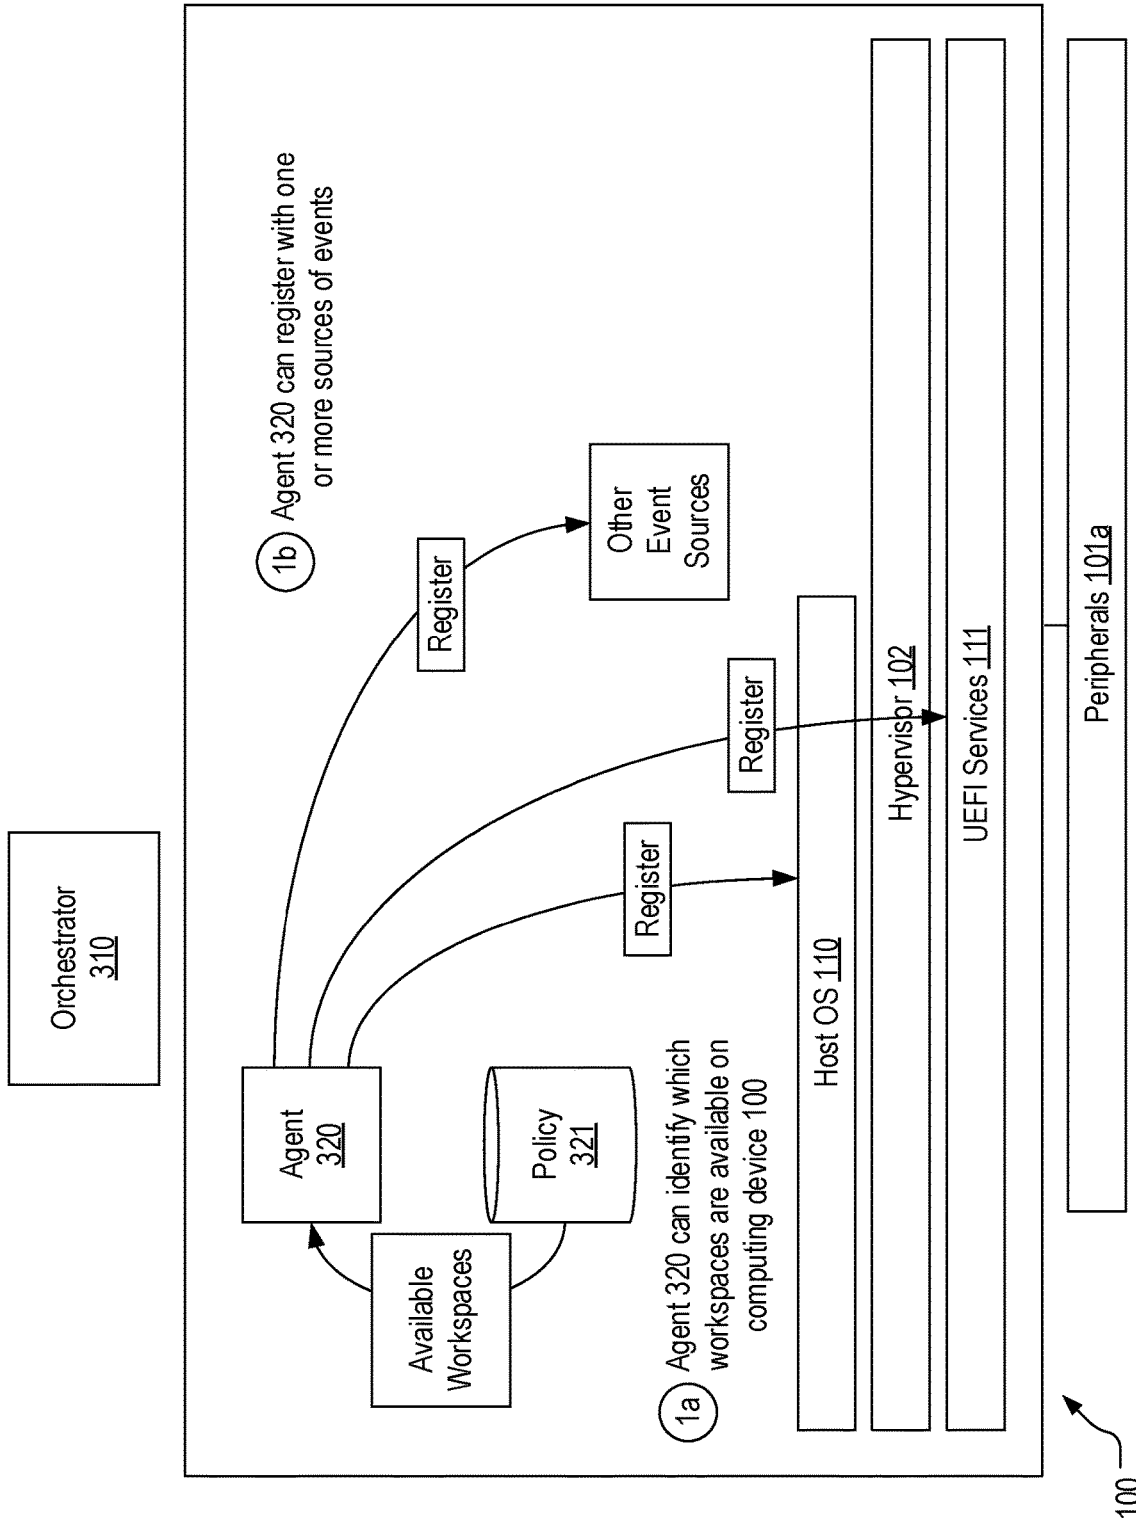 Orchestrator
310
1b
Agent 320 can register with one
or more sources of events
Agent
320
Register
Available
Workspaces
Policy
321
Other
Event
Sources
Register
Register
1a
Agent 320 can identify which
workspaces are available on
computing device 100
Host OS 110
Hypervisor 102
UEFI Services 111
Peripherals 101a
100